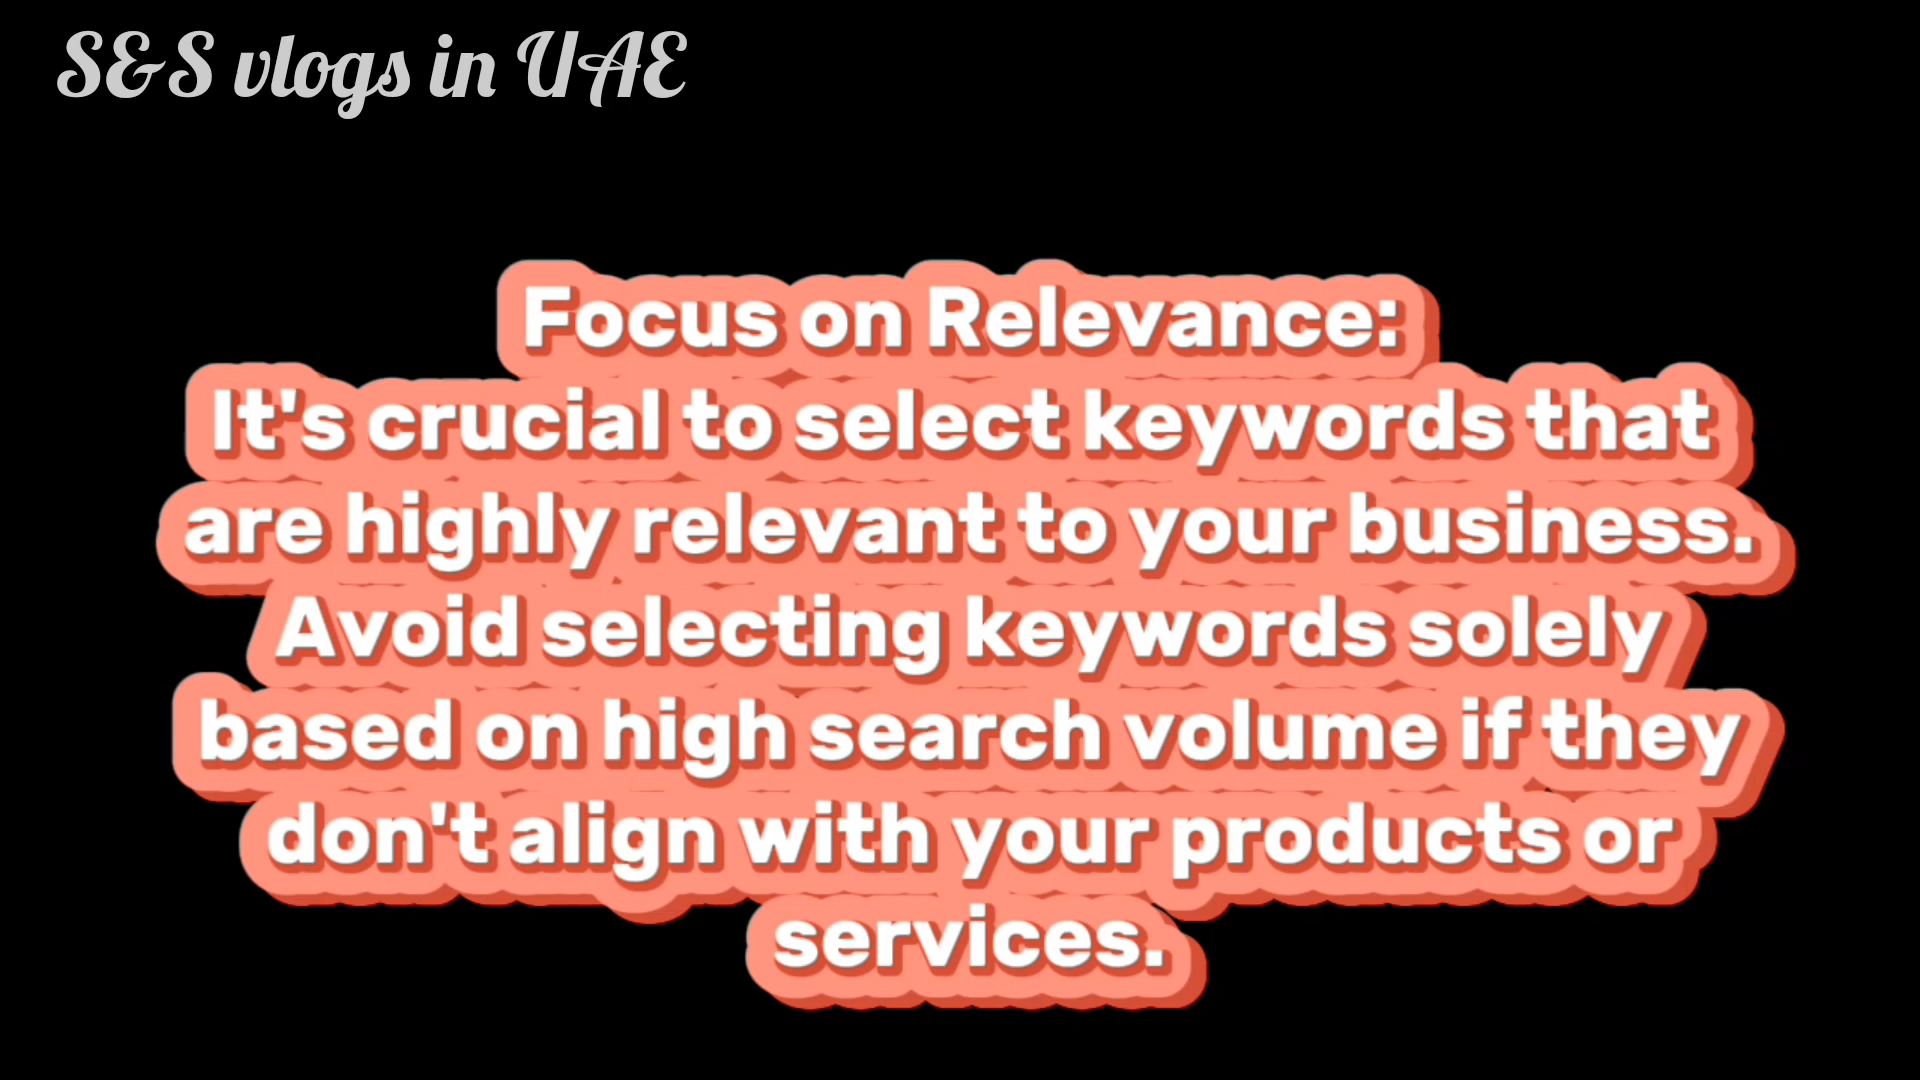 S&S vlogs in UAE
Focus on Relevance:
It's crucial to select keywords that
are highly relevant to your business.
Avoid selecting keywords solely
based on high search volume if they
don't align with your products or
services.